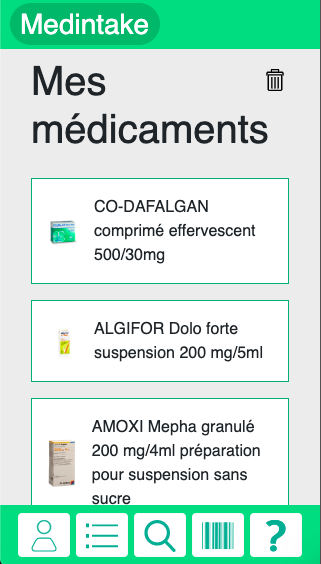 Medintake
Mes
médicaments
CO-DAFALGAN
comprimé effervescent
500/30mg
ALGIFOR Dolo forte
suspension 200 mg/5ml
AMOXI Mepha granulé
200 mg/4ml préparation
pour suspension sans
sucre
?